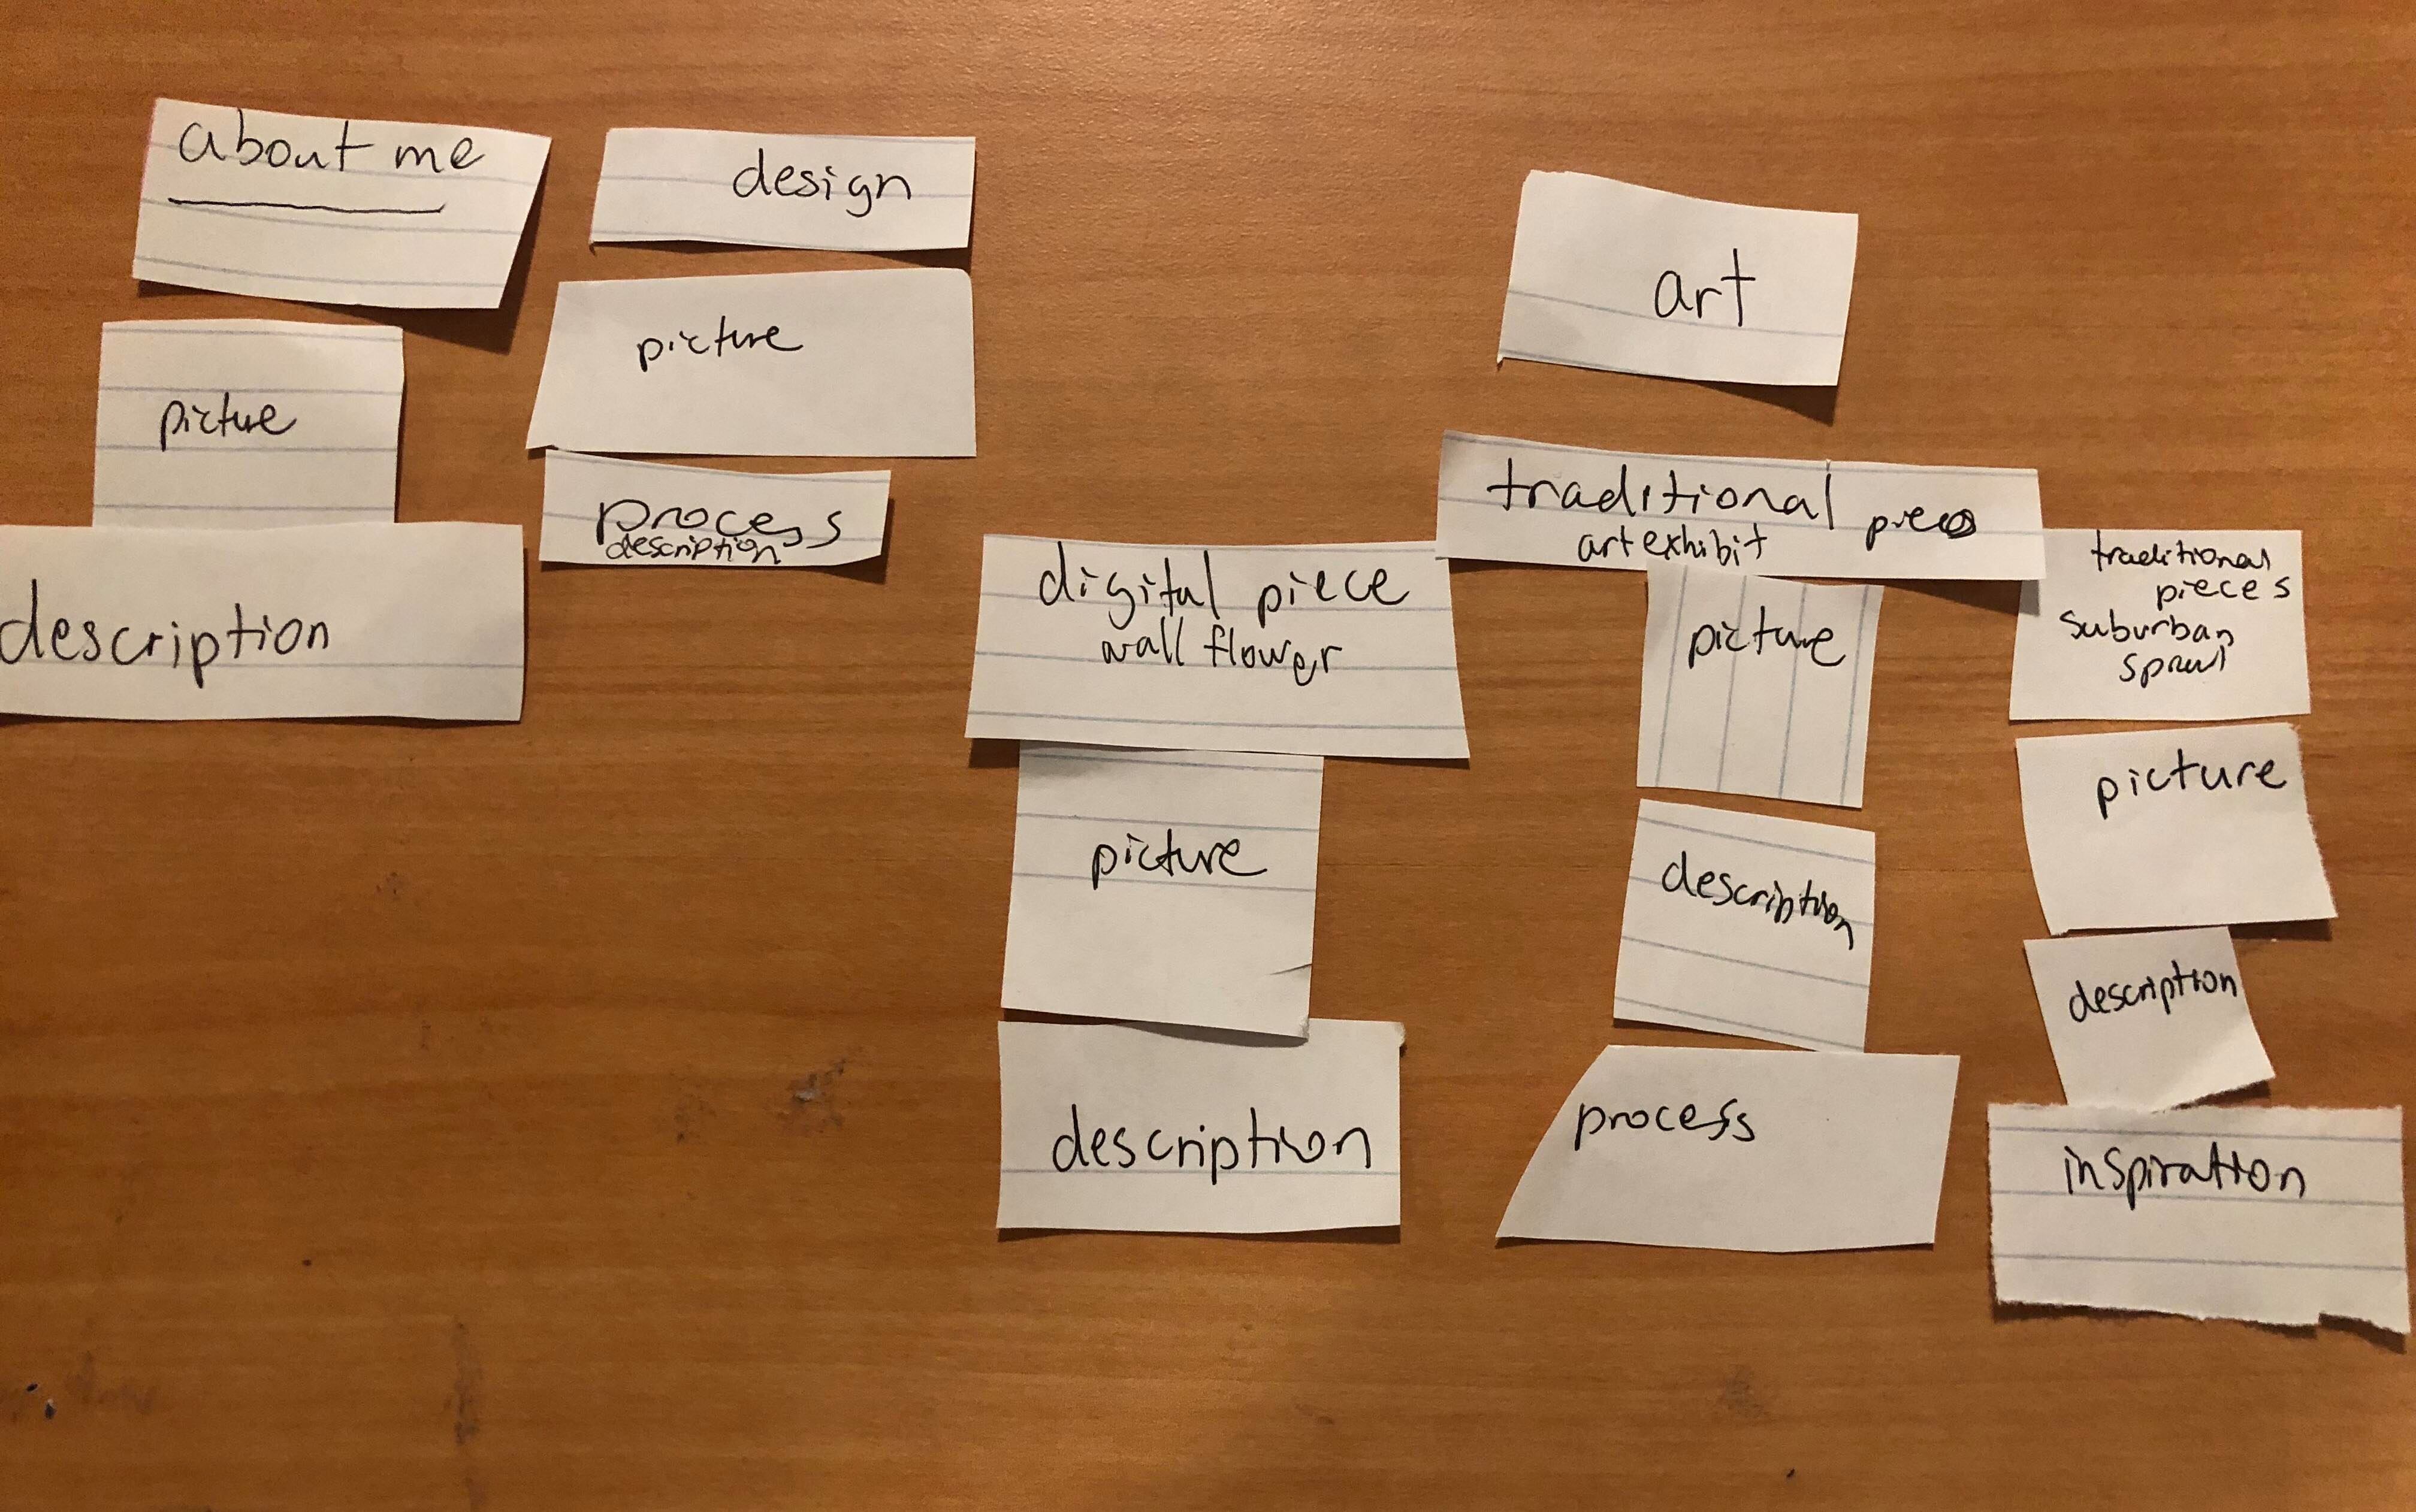 about me
picture
description
design
picture
process
description
art
digital piece
wall flower
picture
description
traditional
art exhibit
picture
description
process
traditional
pieces
suburban
sprawl
picture
description
inspiration